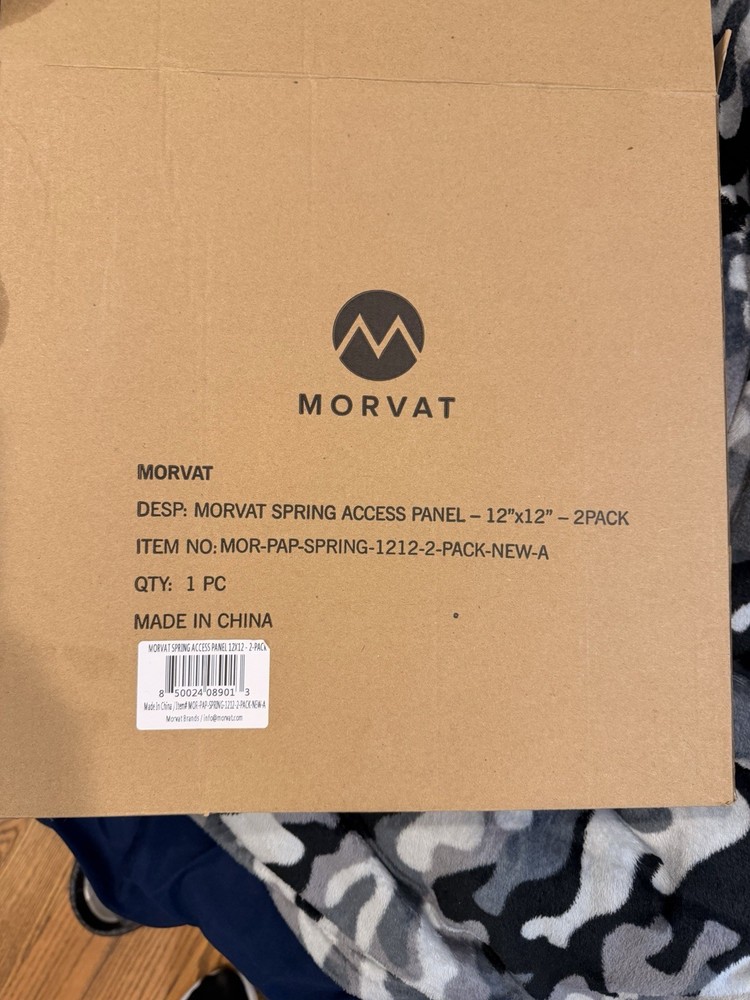 MORVAT
MORVAT
DESP: MORVAT SPRING ACCESS PANEL – 12"x12" – 2PACK
ITEM NO: MOR-PAP-SPRING-1212-2-PACK-NEW-A
QTY: 1 PC
MADE IN CHINA
MORVAT SPRING ACCESS PANEL 12X12 - 2-PACK
8 50024 08901 3
Made In China / Item# MOR-PAP-SPRING-1212-2-PACK-NEW-A
Morvat Brands / info@morvat.com